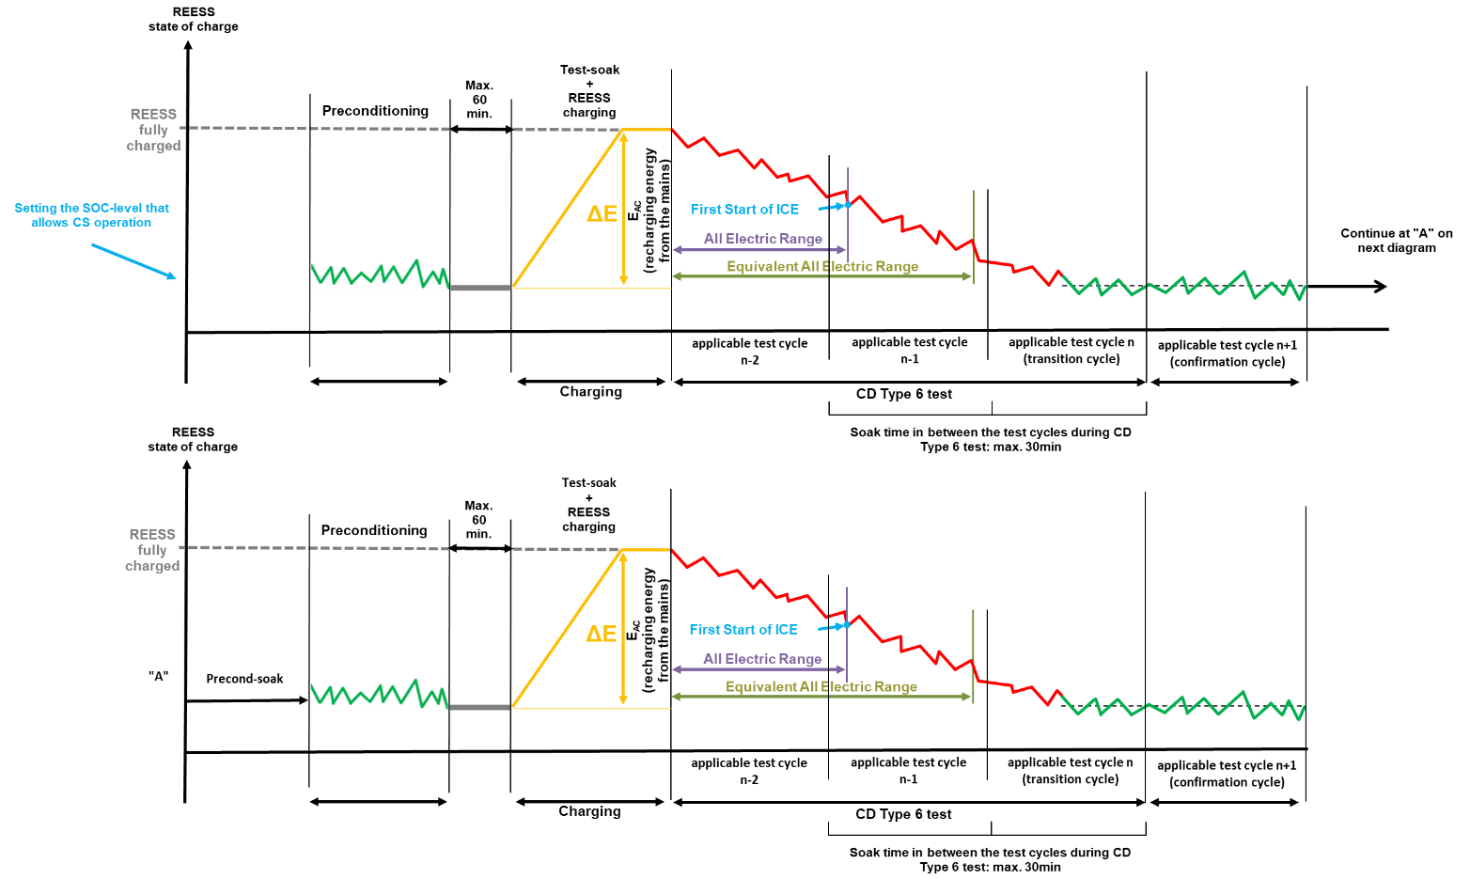 REESS
state of charge
REESS
fully
charged
Setting the SOC-level that
allows CS operation
Preconditioning
Max.
60
min.
Test-soak
+
REESS
charging
ΔE
EAC
(recharging energy
from the mains)
First Start of ICE
All Electric Range
Equivalent All Electric Range
Continue at "A" on
next diagram
applicable test cycle
n-2
applicable test cycle
n-1
applicable test cycle n
(transition cycle)
applicable test cycle n+1
(confirmation cycle)
Charging
CD Type 6 test
Soak time in between the test cycles during CD
Type 6 test: max. 30min
REESS
state of charge
REESS
fully
charged
"A"
Precond-soak
Preconditioning
Max.
60
min.
Test-soak
+
REESS
charging
ΔE
EAC
(recharging energy
from the mains)
First Start of ICE
All Electric Range
Equivalent All Electric Range
applicable test cycle
n-2
applicable test cycle
n-1
applicable test cycle n
(transition cycle)
applicable test cycle n+1
(confirmation cycle)
Charging
CD Type 6 test
Soak time in between the test cycles during CD
Type 6 test: max. 30min